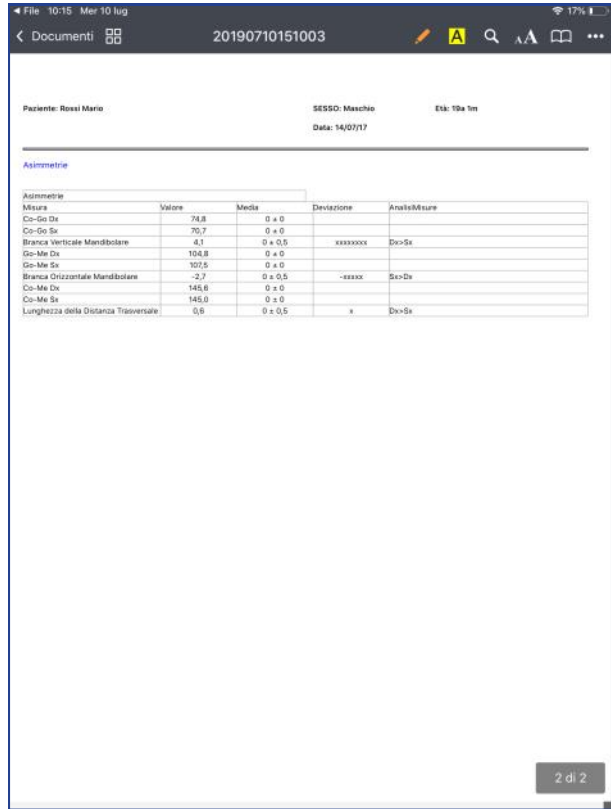 ◀ File 10:15 Mer 10 lug 17%
Documenti 20190710151003 A AA
Paziente: Rossi Mario SESSO: Maschio Età: 19a 1m
Data: 14/07/17
Asimmetrie
Asimmetrie
Misura Valore Media Deviazione AnalisiMisure
Co-Go Dx 74,8 0 ± 0
Co-Go Sx 70,7 0 ± 0
Branca Verticale Mandibolare 4,1 0 ± 0,5 xxxxxxxx Dx>Sx
Go-Me Dx 104,8 0 ± 0
Go-Me Sx 107,5 0 ± 0
Branca Orizzontale Mandibolare -2,7 0 ± 0,5 -xxxxx Sx>Dx
Co-Me Dx 145,6 0 ± 0
Co-Me Sx 145,0 0 ± 0
Lunghezza della Distanza Trasversale 0,6 0 ± 0,5 x Dx>Sx
2 di 2